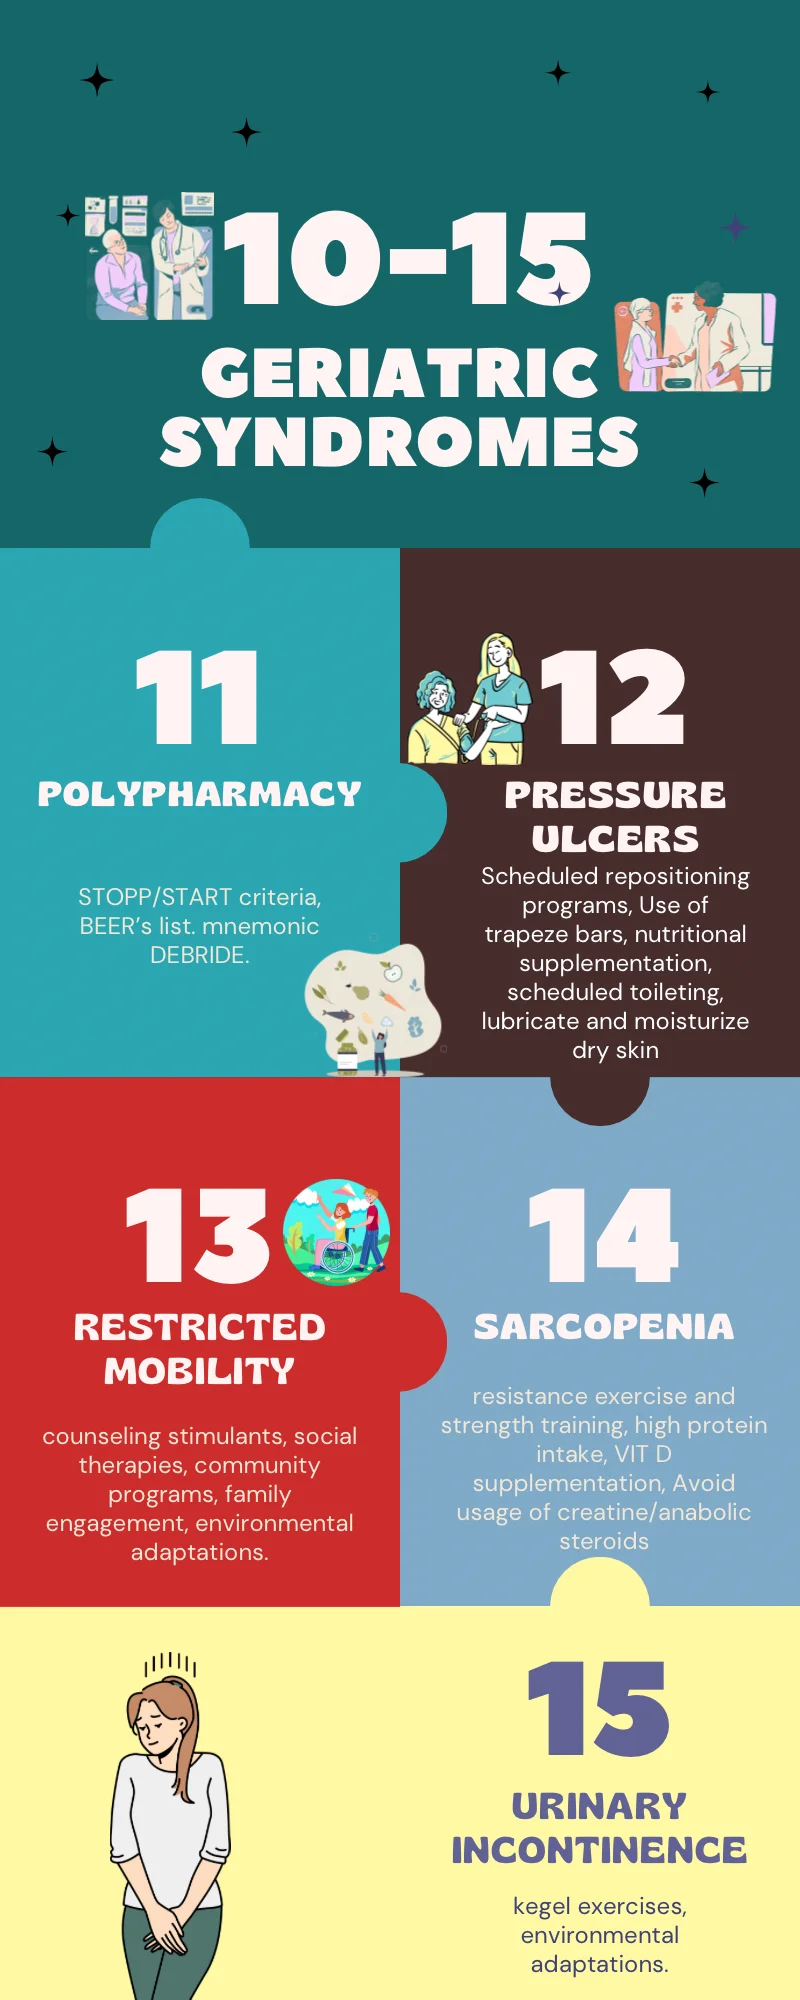 10-15
GERIATRIC
SYNDROMES
11
POLYPHARMACY
STOPP/START criteria,
BEER's list. mnemonic
DEBRIDE.
12
PRESSURE
ULCERS
Scheduled repositioning
programs, Use of
trapeze bars, nutritional
supplementation,
scheduled toileting,
lubricate and moisturize
dry skin
13
RESTRICTED
MOBILITY
counseling stimulants, social
therapies, community
programs, family
engagement, environmental
adaptations.
14
SARCOPENIA
resistance exercise and
strength training, high protein
intake, VIT D
supplementation, Avoid
usage of creatine/anabolic
steroids
15
URINARY
INCONTINENCE
kegel exercises,
environmental
adaptations.